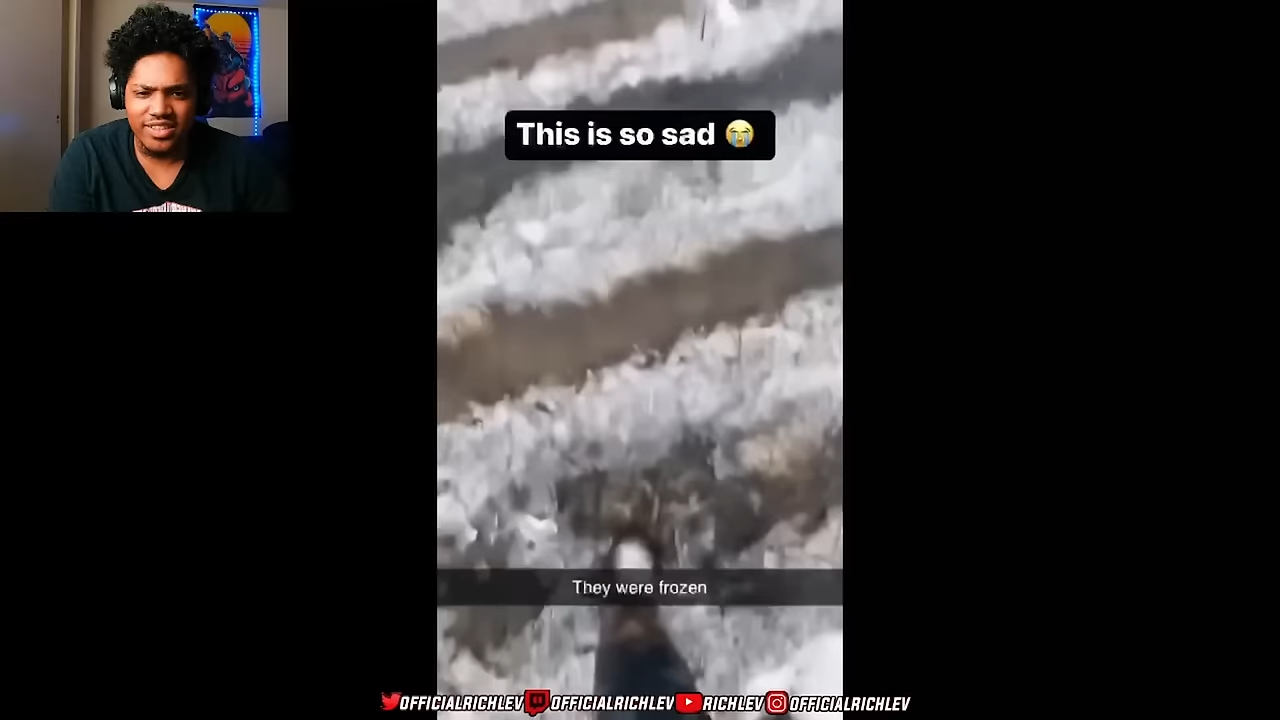 This is so sad 😭
They were frozen
OFFICIALRICHLEV OFFICIALRICHLEV RICHLEV OFFICIALRICHLEV